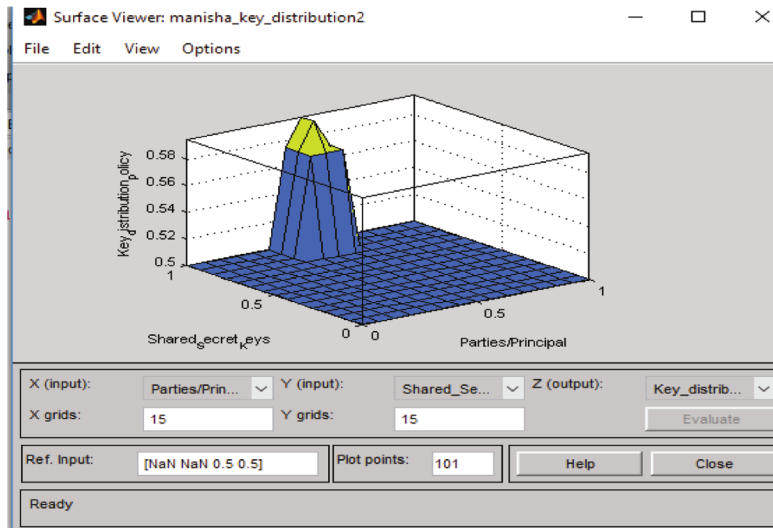 Surface Viewer: manisha_key_distribution2
File Edit View Options
0.58
0.56
0.54
0.52
0.5
Key_distribution_policy
1
0.5
0
Shared_Secret_Keys
0
0.5
1
Parties/Principal
X (input): Parties/Prin... Y (input): Shared_Se... Z (output): Key_distrib...
X grids: 15 Y grids: 15 Evaluate
Ref. Input: [NaN NaN 0.5 0.5] Plot points: 101 Help Close
Ready